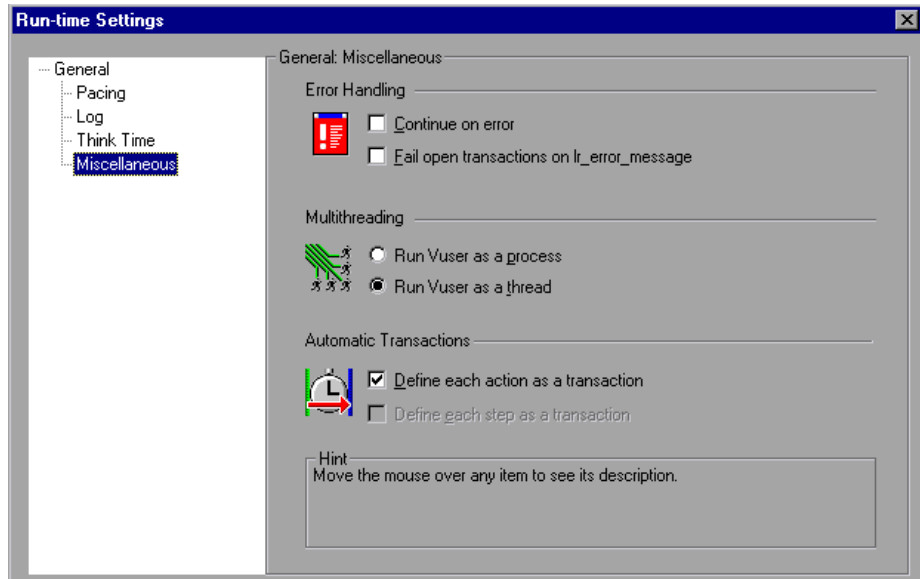 Run-time Settings
General
Pacing
Log
Think Time
Miscellaneous
General: Miscellaneous
Error Handling
Continue on error
Fail open transactions on lr_error_message
Multithreading
Run Vuser as a process
Run Vuser as a thread
Automatic Transactions
Define each action as a transaction
Define each step as a transaction
Hint
Move the mouse over any item to see its description.